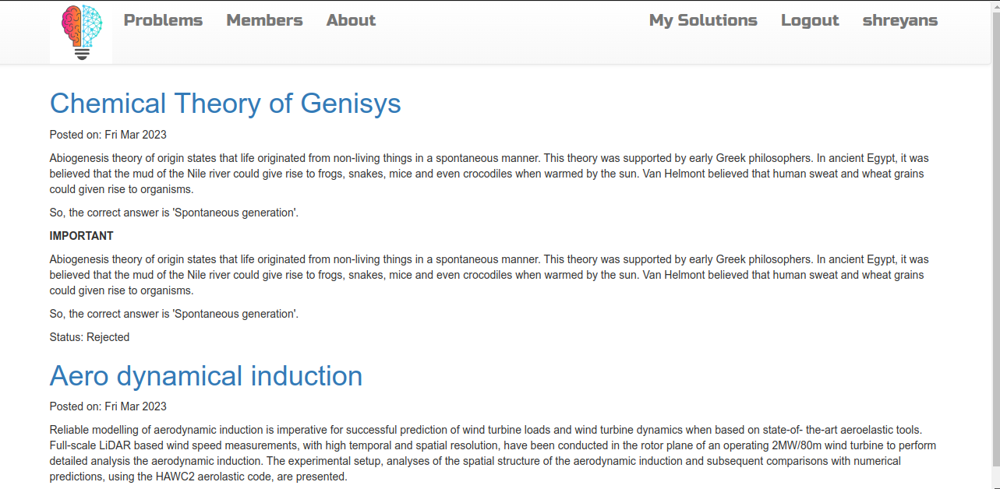 Problems Members About My Solutions Logout shreyans
Chemical Theory of Genisys
Posted on: Fri Mar 2023
Abiogenesis theory of origin states that life originated from non-living things in a spontaneous manner. This theory was supported by early Greek philosophers. In ancient Egypt, it was
believed that the mud of the Nile river could give rise to frogs, snakes, mice and even crocodiles when warmed by the sun. Van Helmont believed that human sweat and wheat grains
could given rise to organisms.
So, the correct answer is 'Spontaneous generation'.
IMPORTANT
Abiogenesis theory of origin states that life originated from non-living things in a spontaneous manner. This theory was supported by early Greek philosophers. In ancient Egypt, it was
believed that the mud of the Nile river could give rise to frogs, snakes, mice and even crocodiles when warmed by the sun. Van Helmont believed that human sweat and wheat grains
could given rise to organisms.
So, the correct answer is 'Spontaneous generation'.
Status: Rejected
Aero dynamical induction
Posted on: Fri Mar 2023
Reliable modelling of aerodynamic induction is imperative for successful prediction of wind turbine loads and wind turbine dynamics when based on state-of- the-art aeroelastic tools.
Full-scale LiDAR based wind speed measurements, with high temporal and spatial resolution, have been conducted in the rotor plane of an operating 2MW/80m wind turbine to perform
detailed analysis the aerodynamic induction. The experimental setup, analyses of the spatial structure of the aerodynamic induction and subsequent comparisons with numerical
predictions, using the HAWC2 aerolastic code, are presented.